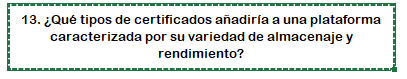 13. ¿Qué tipos de certificados añadiría a una plataforma
caracterizada por su variedad de almacenaje y
rendimiento?